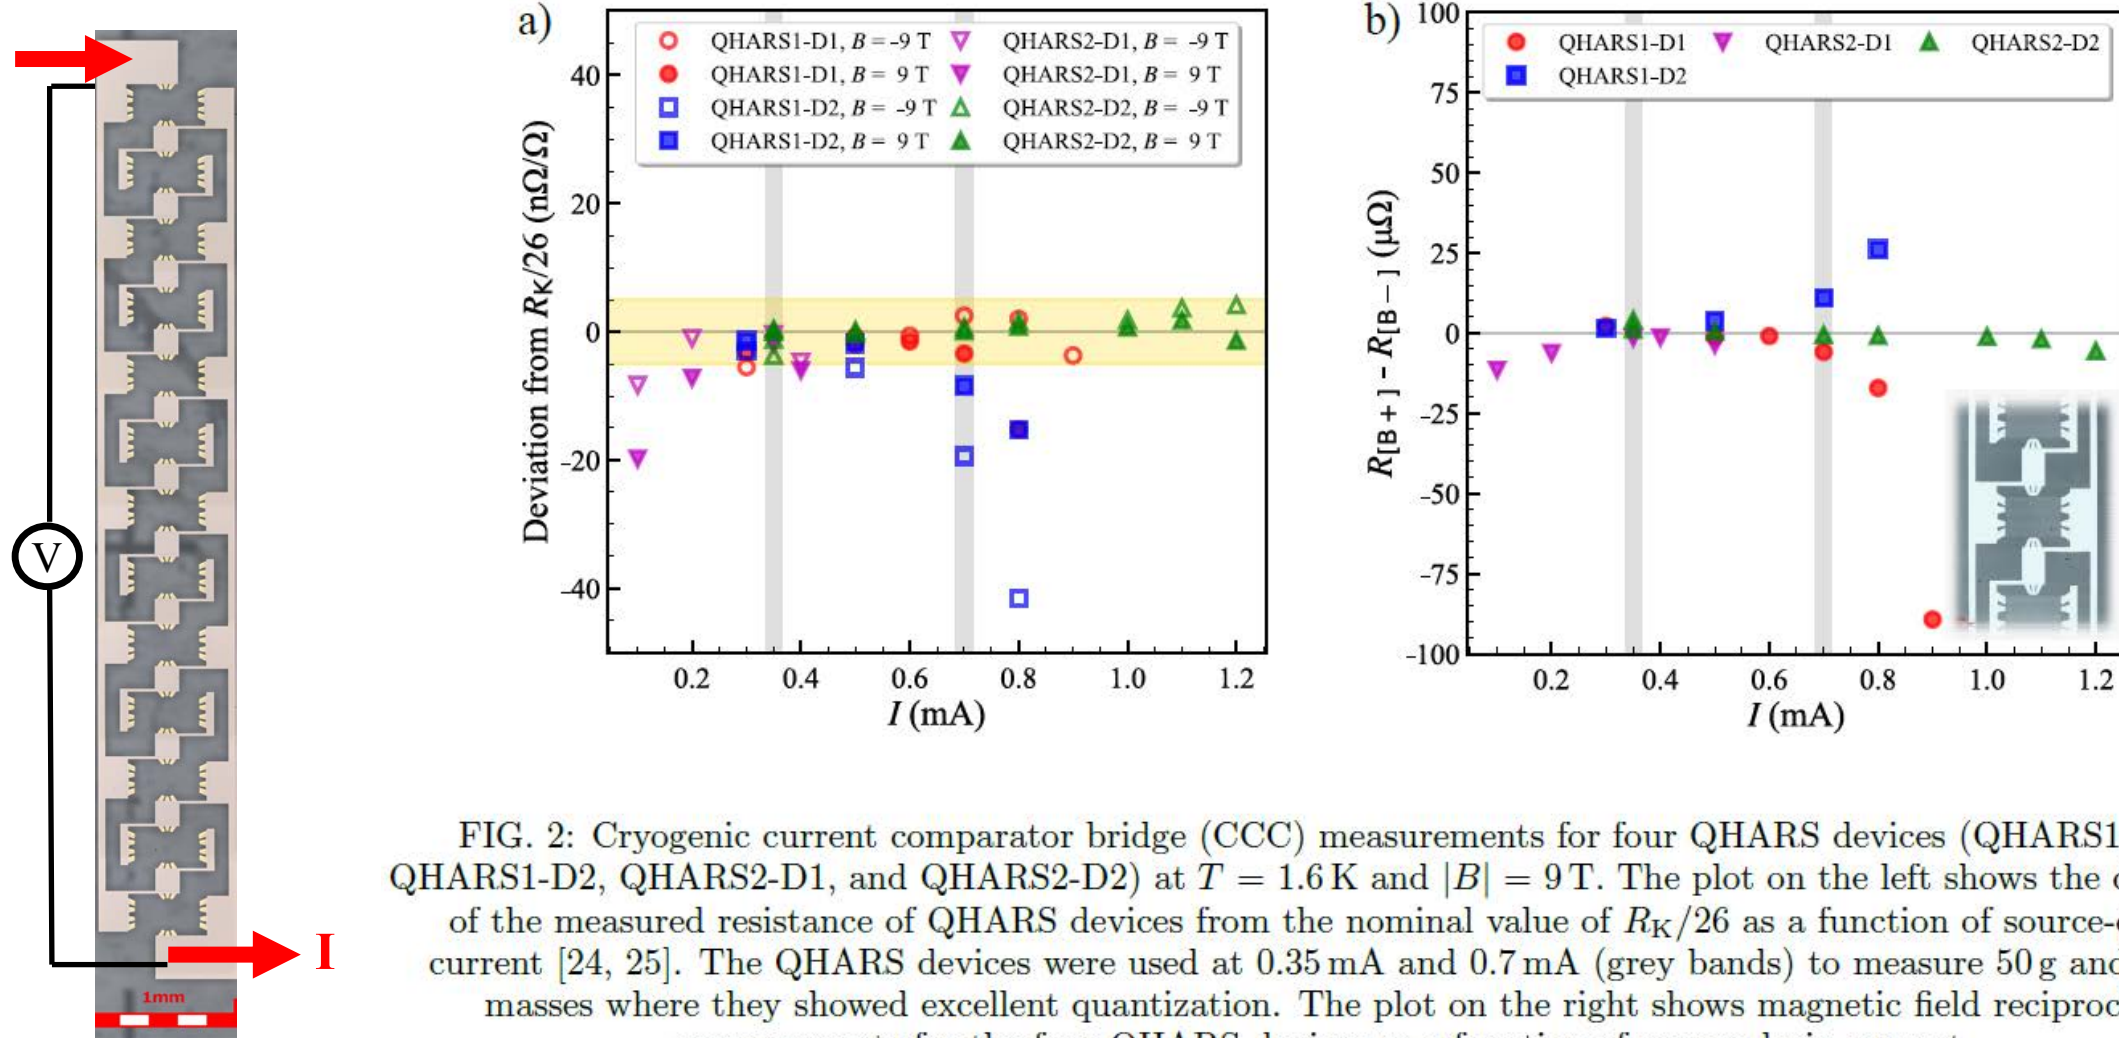 V
I
1mm
a)
QHARS1-D1, B = -9 T
QHARS1-D1, B = 9 T
QHARS1-D2, B = -9 T
QHARS1-D2, B = 9 T
QHARS2-D1, B = -9 T
QHARS2-D1, B = 9 T
QHARS2-D2, B = -9 T
QHARS2-D2, B = 9 T
Deviation from RK/26 (nΩ/Ω)
40
20
0
-20
-40
0.2 0.4 0.6 0.8 1.0 1.2
I (mA)
b)
QHARS1-D1 QHARS2-D1 QHARS2-D2
QHARS1-D2
R[B+] - R[B-] (μΩ)
100
75
50
25
0
-25
-50
-75
-100
0.2 0.4 0.6 0.8 1.0 1.2
I (mA)
FIG. 2: Cryogenic current comparator bridge (CCC) measurements for four QHARS devices (QHARS1
QHARS1-D2, QHARS2-D1, and QHARS2-D2) at T = 1.6 K and |B| = 9 T. The plot on the left shows the
of the measured resistance of QHARS devices from the nominal value of RK/26 as a function of source-
current [24, 25]. The QHARS devices were used at 0.35 mA and 0.7 mA (grey bands) to measure 50 g and
masses where they showed excellent quantization. The plot on the right shows magnetic field reciproc